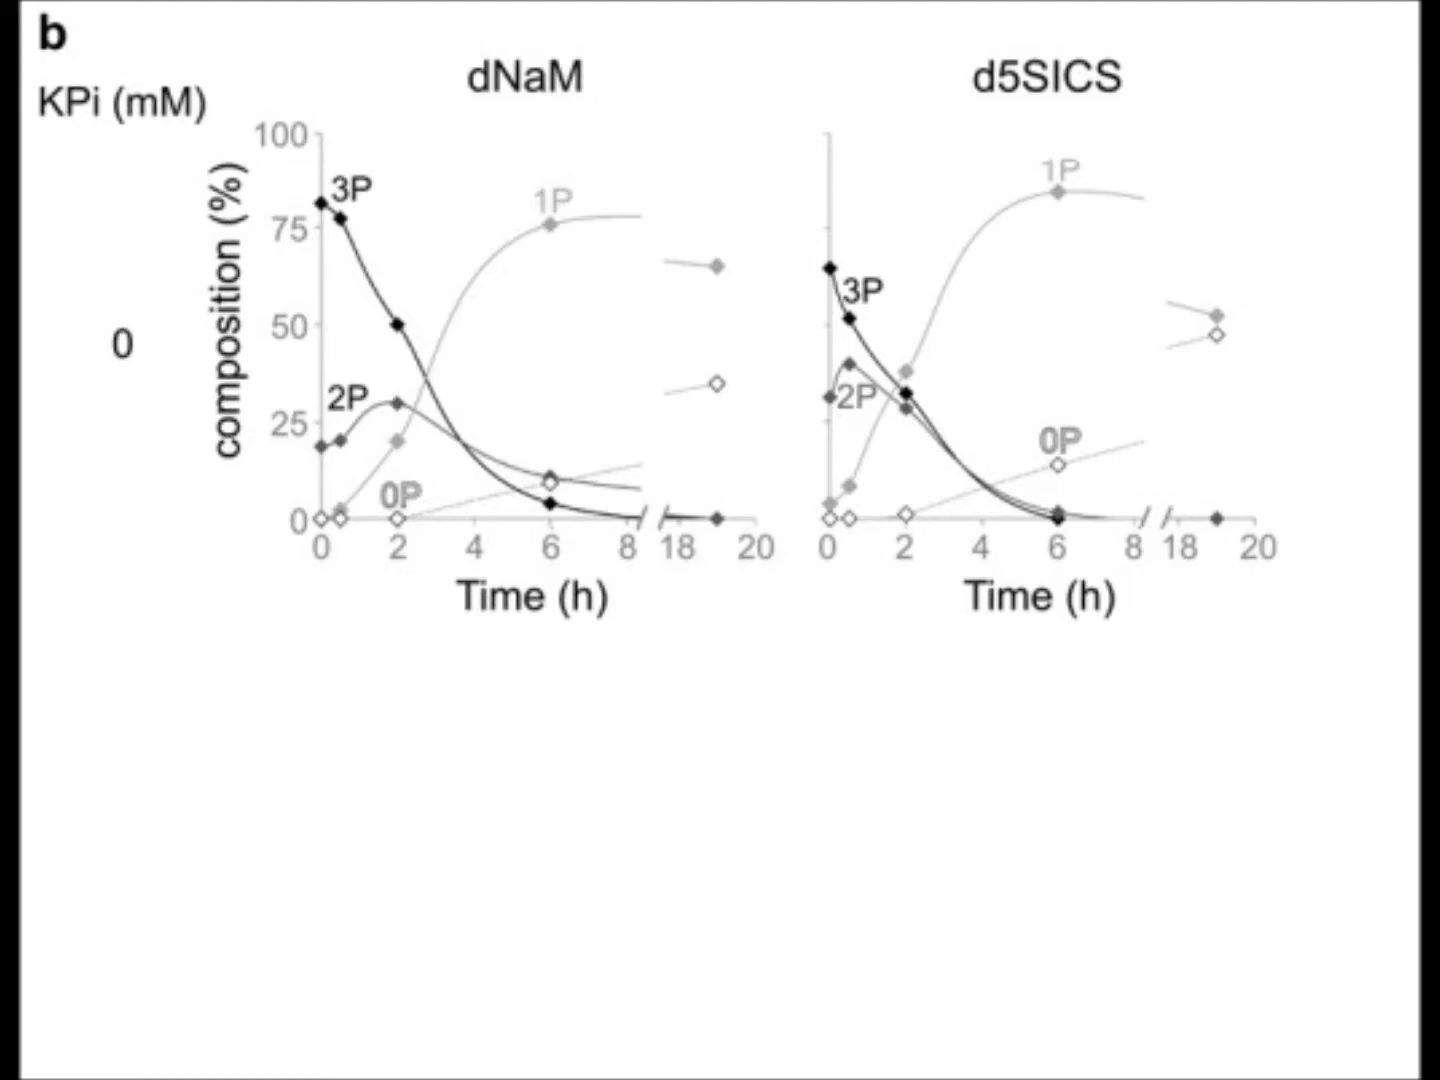 b
KPi (mM)
dNaM
d5SICS
composition (%)
100
75
50
25
0
3P
2P
1P
0P
3P
2P
1P
0P
0
0 2 4 6 8 18 20
0 2 4 6 8 18 20
Time (h)
Time (h)